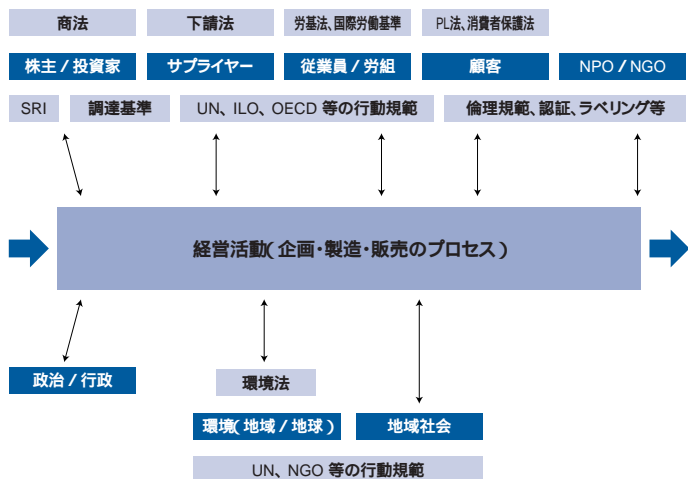 商法
下請法
労基法、国際労働基準
PL法、消費者保護法
株主 / 投資家
サプライヤー
従業員 / 労組
顧客
NPO / NGO
SRI
調達基準
UN、ILO、OECD 等の行動規範
倫理規範、認証、ラベリング等
経営活動（企画・製造・販売のプロセス）
政治 / 行政
環境法
環境（地域 / 地球）
地域社会
UN、NGO 等の行動規範